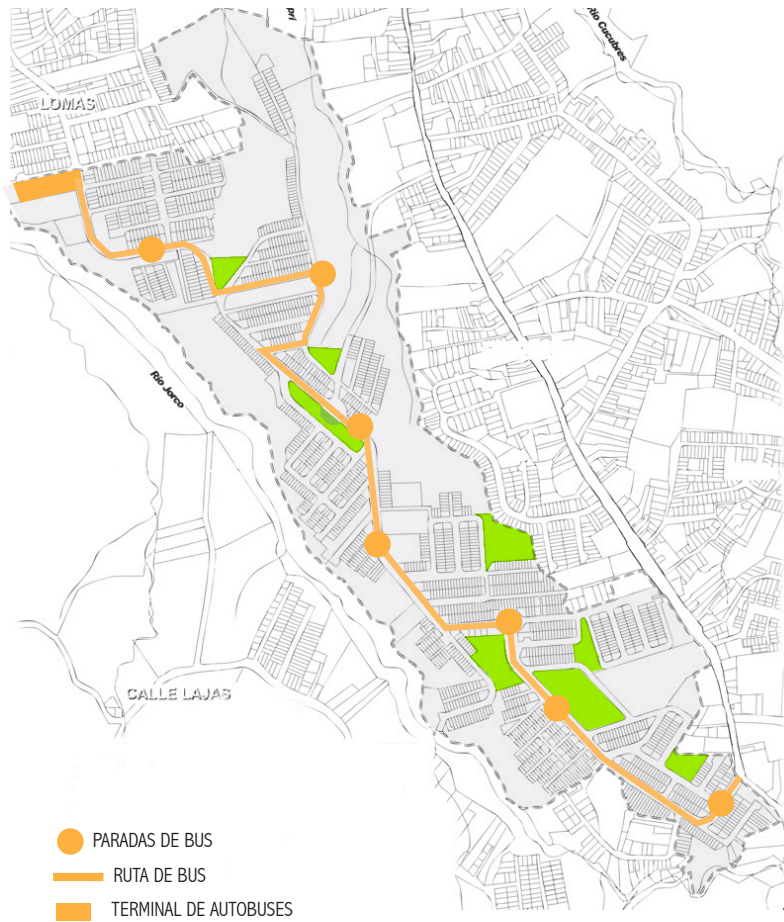 Río Cucubres
LOMAS
Río Jorco
CALLE LAJAS
PARADAS DE BUS
RUTA DE BUS
TERMINAL DE AUTOBUSES